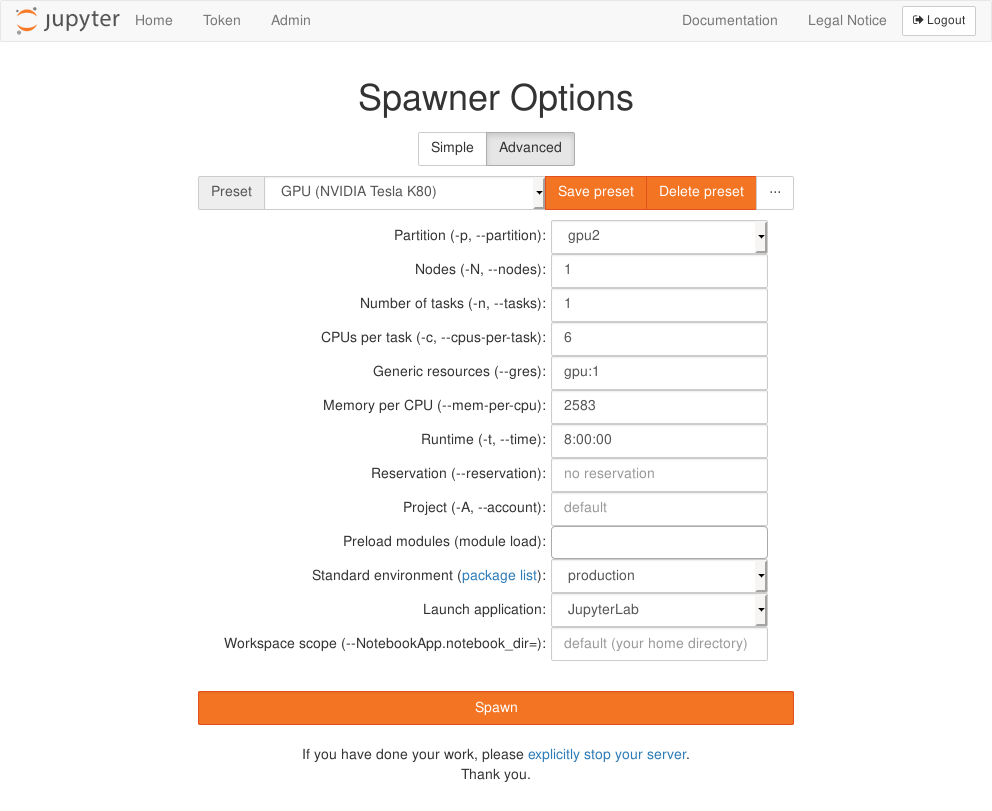 jupyter Home Token Admin Documentation Legal Notice Logout
Spawner Options
Simple Advanced
Preset GPU (NVIDIA Tesla K80) Save preset Delete preset ...
Partition (-p, --partition): gpu2
Nodes (-N, --nodes): 1
Number of tasks (-n, --tasks): 1
CPUs per task (-c, --cpus-per-task): 6
Generic resources (--gres): gpu:1
Memory per CPU (--mem-per-cpu): 2583
Runtime (-t, --time): 8:00:00
Reservation (--reservation): no reservation
Project (-A, --account): default
Preload modules (module load):
Standard environment (package list): production
Launch application: JupyterLab
Workspace scope (--NotebookApp.notebook_dir=): default (your home directory)
Spawn
If you have done your work, please explicitly stop your server.
Thank you.